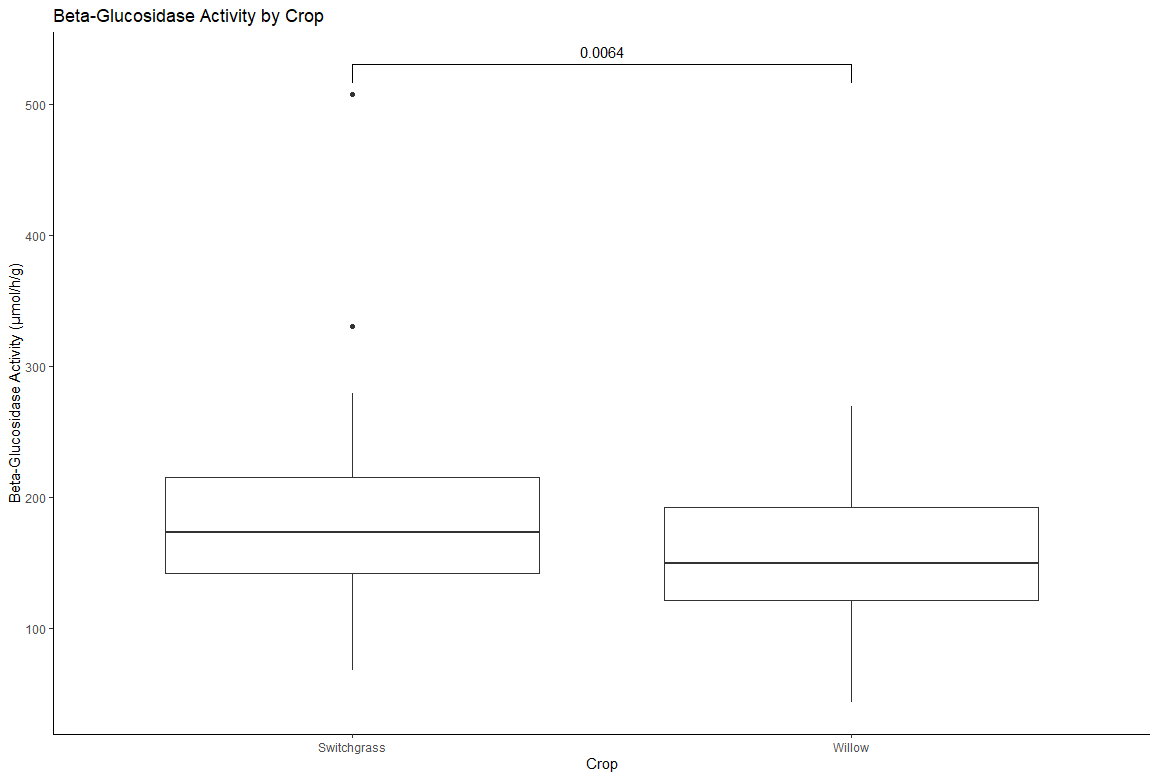 Beta-Glucosidase Activity by Crop
0.0064
500
400
300
200
100
Beta-Glucosidase Activity (µmol/h/g)
Switchgrass
Willow
Crop